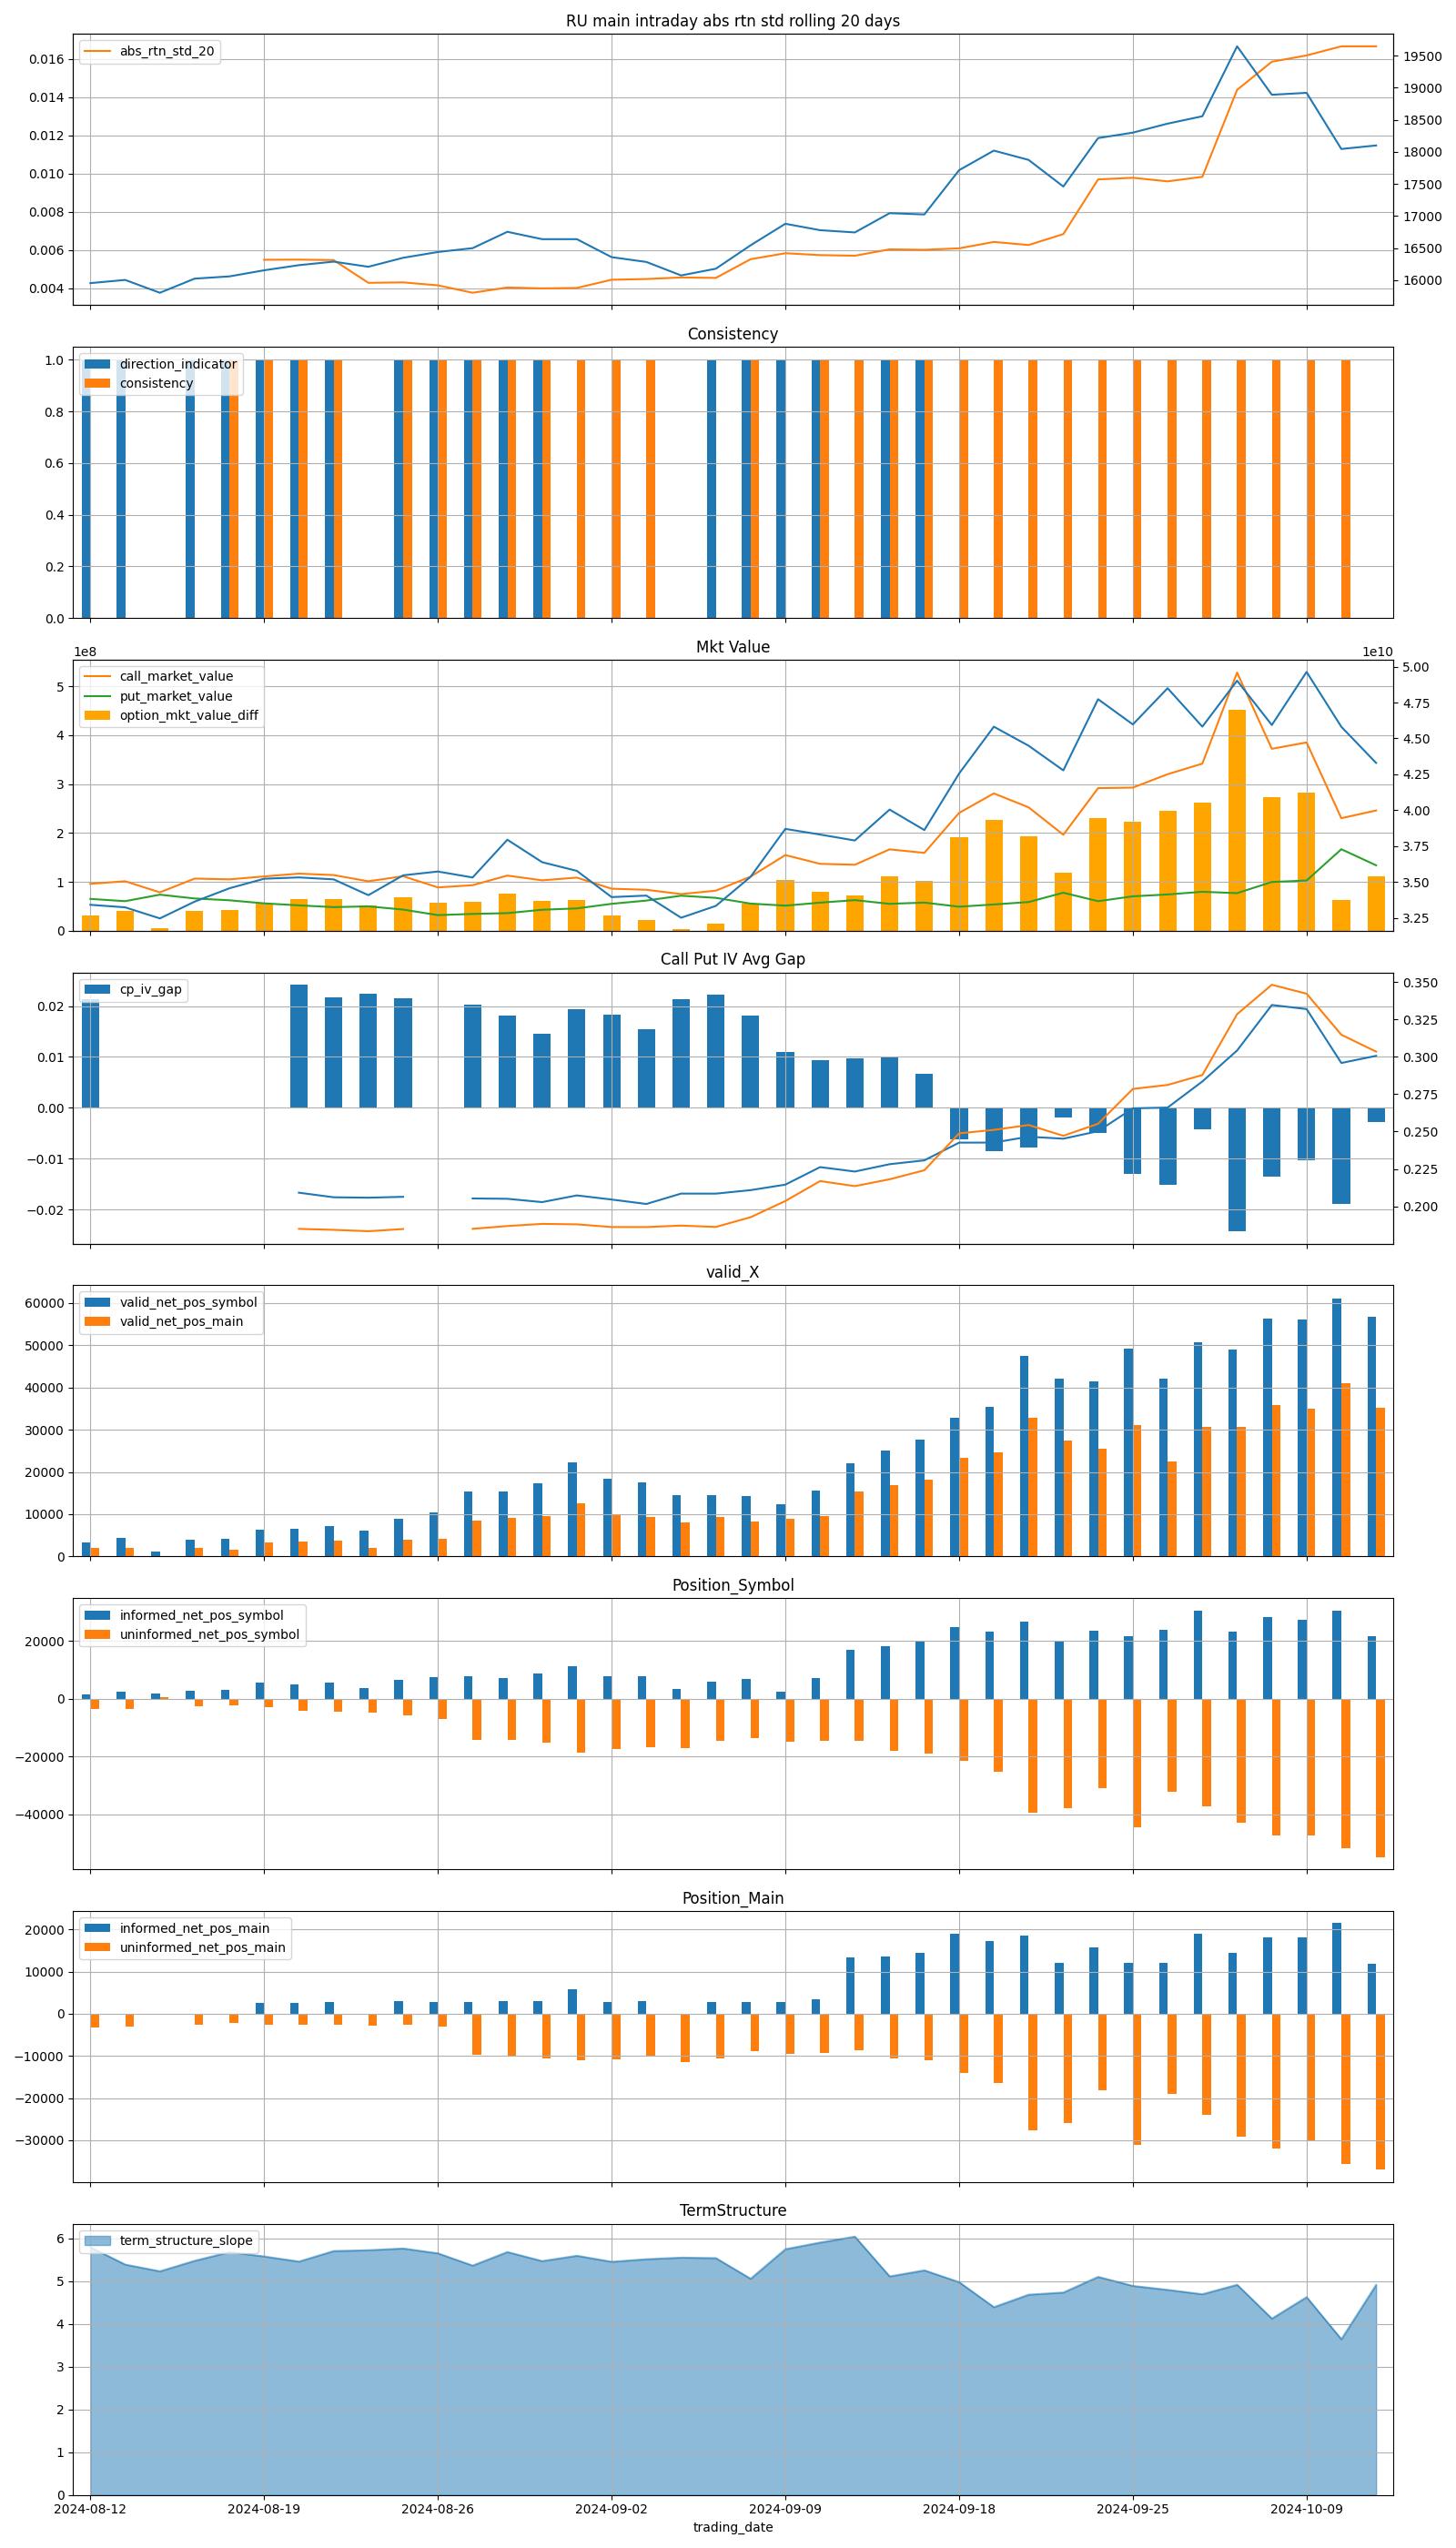 RU main intraday abs rtn std rolling 20 days
abs_rtn_std_20
0.016
0.014
0.012
0.010
0.008
0.006
0.004
19500
19000
18500
18000
17500
17000
16500
16000
Consistency
direction_indicator
consistency
1.0
0.8
0.6
0.4
0.2
0.0
Mkt Value
1e8
1e10
call_market_value
put_market_value
option_mkt_value_diff
5
4
3
2
1
0
5.00
4.75
4.50
4.25
4.00
3.75
3.50
3.25
Call Put IV Avg Gap
cp_iv_gap
0.02
0.01
0.00
−0.01
−0.02
0.350
0.325
0.300
0.275
0.250
0.225
0.200
valid_X
valid_net_pos_symbol
valid_net_pos_main
60000
50000
40000
30000
20000
10000
0
Position_Symbol
informed_net_pos_symbol
uninformed_net_pos_symbol
20000
0
−20000
−40000
Position_Main
informed_net_pos_main
uninformed_net_pos_main
20000
10000
0
−10000
−20000
−30000
TermStructure
term_structure_slope
6
5
4
3
2
1
0
2024-08-12 2024-08-19 2024-08-26 2024-09-02 2024-09-09 2024-09-18 2024-09-25 2024-10-09
trading_date